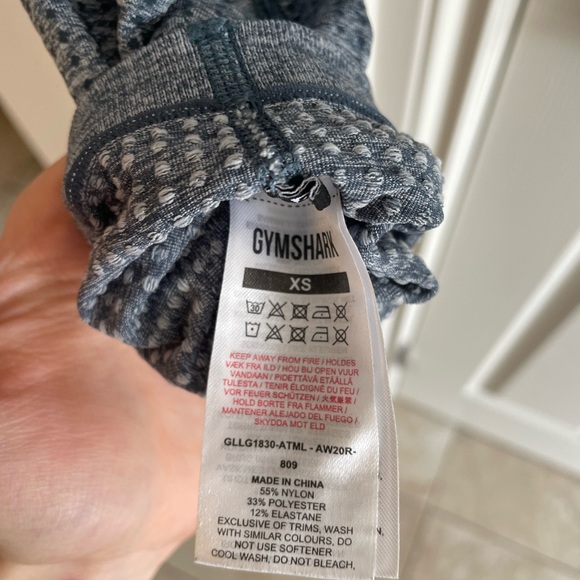 GYMSHARK
XS
30
KEEP AWAY FROM FIRE / HOLDES
VÆK FRA ILD / HOU BIJ OPEN VUUR
VANDAAN / PIDETTÄVÄ ETÄÄLLÄ
TULESTA / TENIR ÉLOIGNÉ DU FEU /
VOR FEUER SCHÜTZEN / 火気厳禁 /
HOLD BORTE FRA FLAMMER /
MANTENER ALEJADO DEL FUEGO /
SKYDDA MOT ELD
GLLG1830-ATML - AW20R-
809
MADE IN CHINA
55% NYLON
33% POLYESTER
12% ELASTANE
EXCLUSIVE OF TRIMS, WASH
WITH SIMILAR COLOURS, DO
NOT USE SOFTENER
COOL WASH, DO NOT BLEACH,